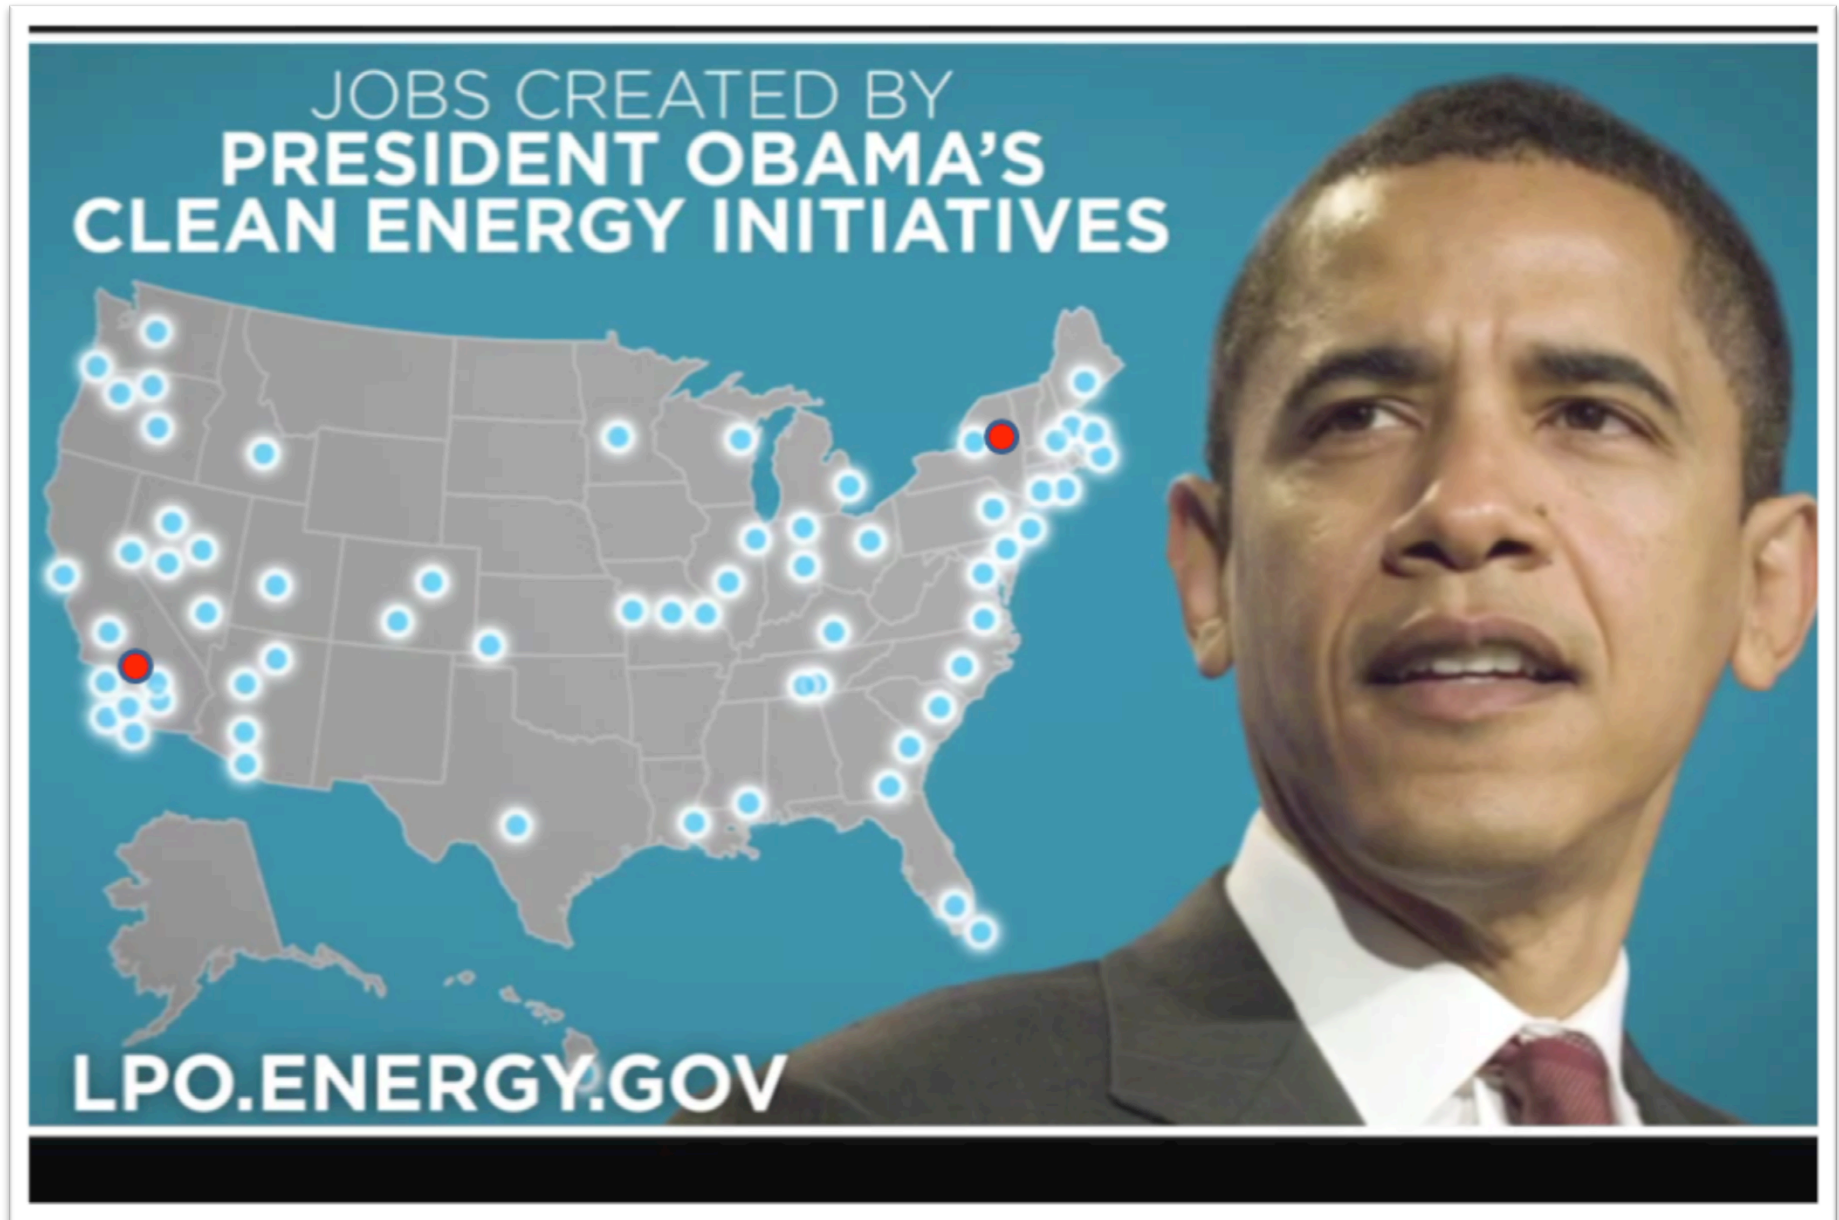 JOBS CREATED BY
PRESIDENT OBAMA'S
CLEAN ENERGY INITIATIVES
LPO.ENERGY.GOV